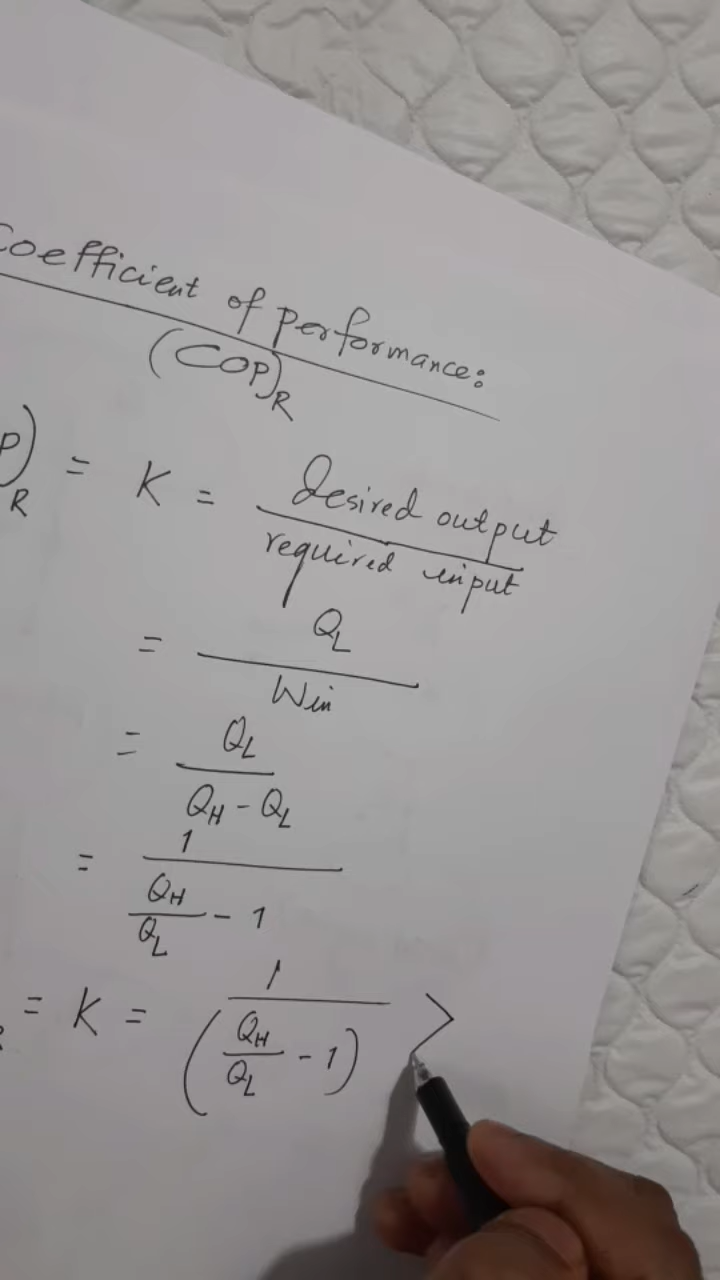 Coefficient of performance:
(COP)R
P)R = K = desired output / required input
= QL / Win
= QL / QH - QL
= 1 / QH/QL - 1
= K = 1 / (QH/QL - 1) >